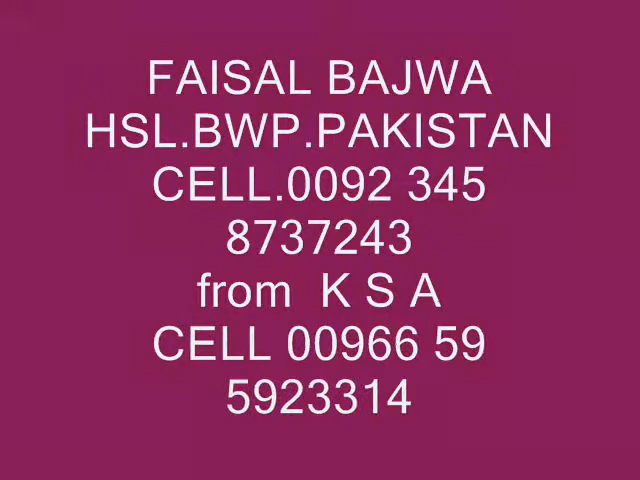 FAISAL BAJWA
HSL.BWP.PAKISTAN
CELL.0092 345
8737243
from  K S A
CELL 00966 59
5923314